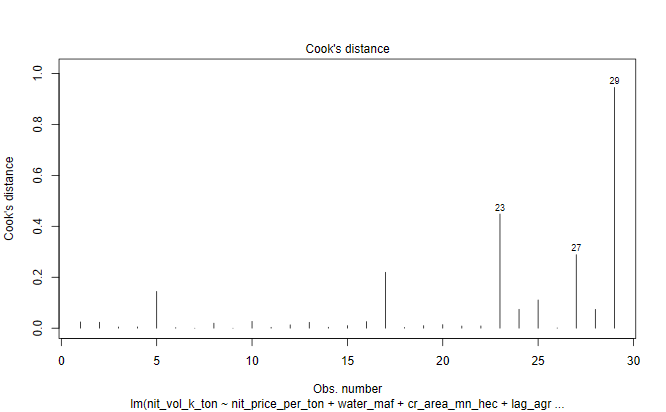 Cook's distance
29
23
27
Cook's distance
0.0 0.2 0.4 0.6 0.8 1.0
0 5 10 15 20 25 30
Obs. number
lm(nit_vol_k_ton ~ nit_price_per_ton + water_maf + cr_area_mn_hec + lag_agr ...